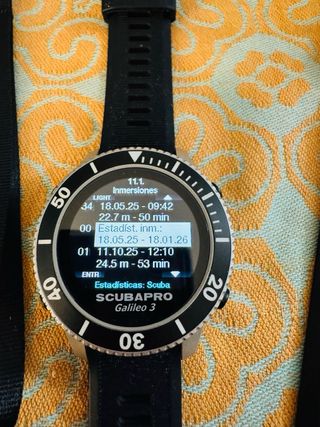 11.1.
Inmersiones
LIGHT
34 18.05.25 - 09:42
22.7 m - 50 min
00 Estadíst. inm.:
18.05.25 - 18.01.26
01 11.10.25 - 12:10
24.5 m - 53 min
ENTR
Estadísticas: Scuba
SCUBAPRO
Galileo 3
50
40
30
20